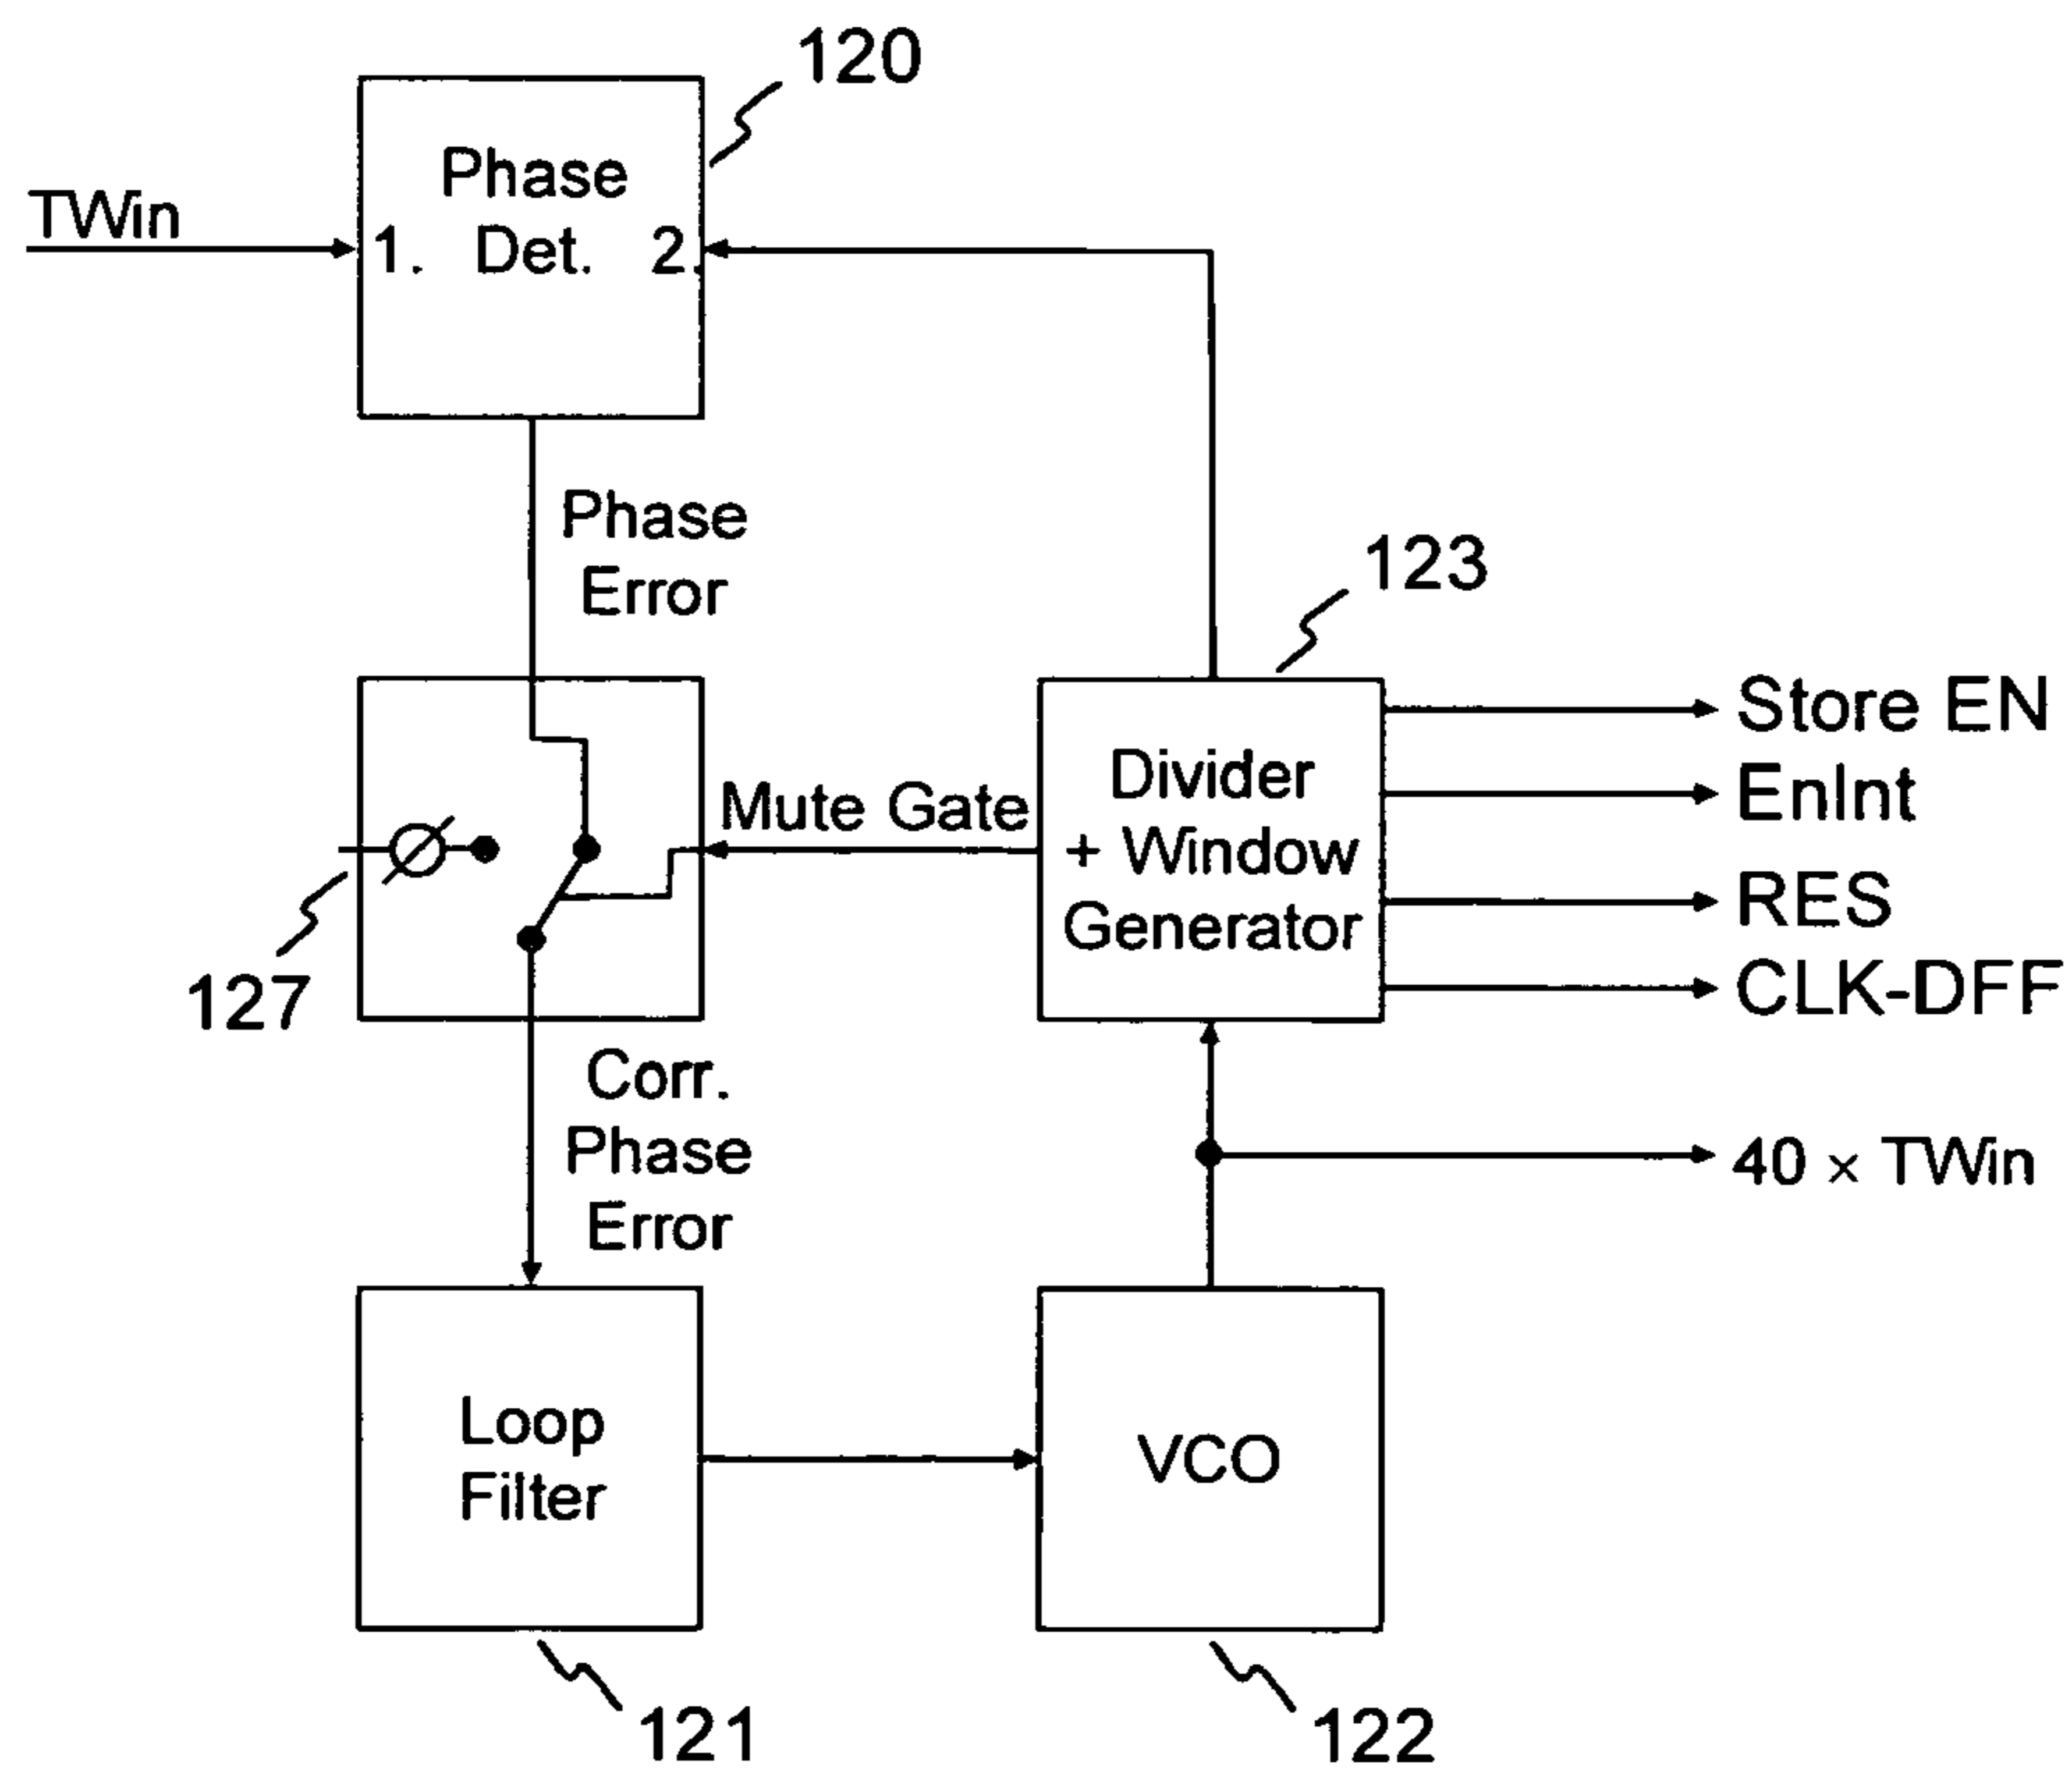 120
Phase
TWin
1. Det. 2.
Phase
Error
123
Store EN
Divider
EnInt
Mute Gate
+ Window
RES
Generator
127
CLK-DFF
Corr.
Phase
40 × TWin
Error
Loop
VCO
Filter
121
122